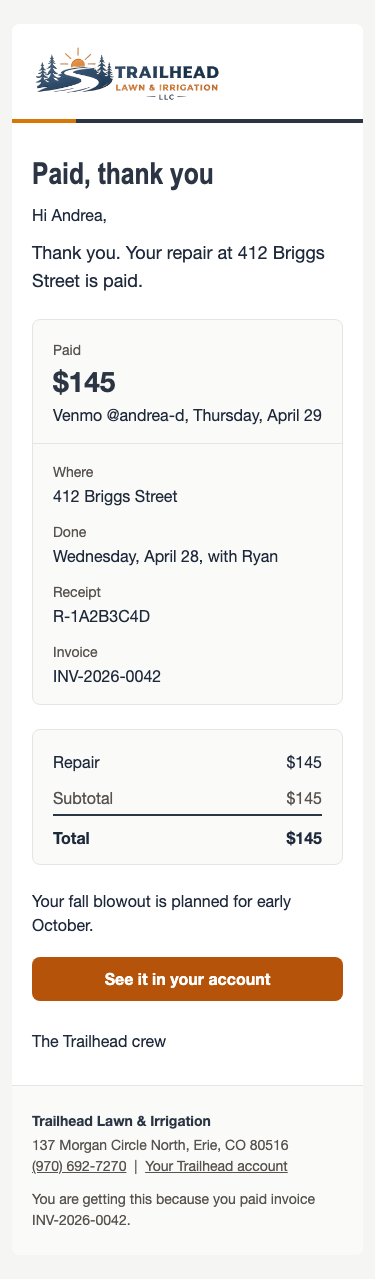 TRAILHEAD
LAWN & IRRIGATION
LLC
Paid, thank you
Hi Andrea,
Thank you. Your repair at 412 Briggs
Street is paid.
Paid
$145
Venmo @andrea-d, Thursday, April 29
Where
412 Briggs Street
Done
Wednesday, April 28, with Ryan
Receipt
R-1A2B3C4D
Invoice
INV-2026-0042
Repair $145
Subtotal $145
Total $145
Your fall blowout is planned for early
October.
See it in your account
The Trailhead crew
Trailhead Lawn & Irrigation
137 Morgan Circle North, Erie, CO 80516
(970) 692-7270 | Your Trailhead account
You are getting this because you paid invoice
INV-2026-0042.